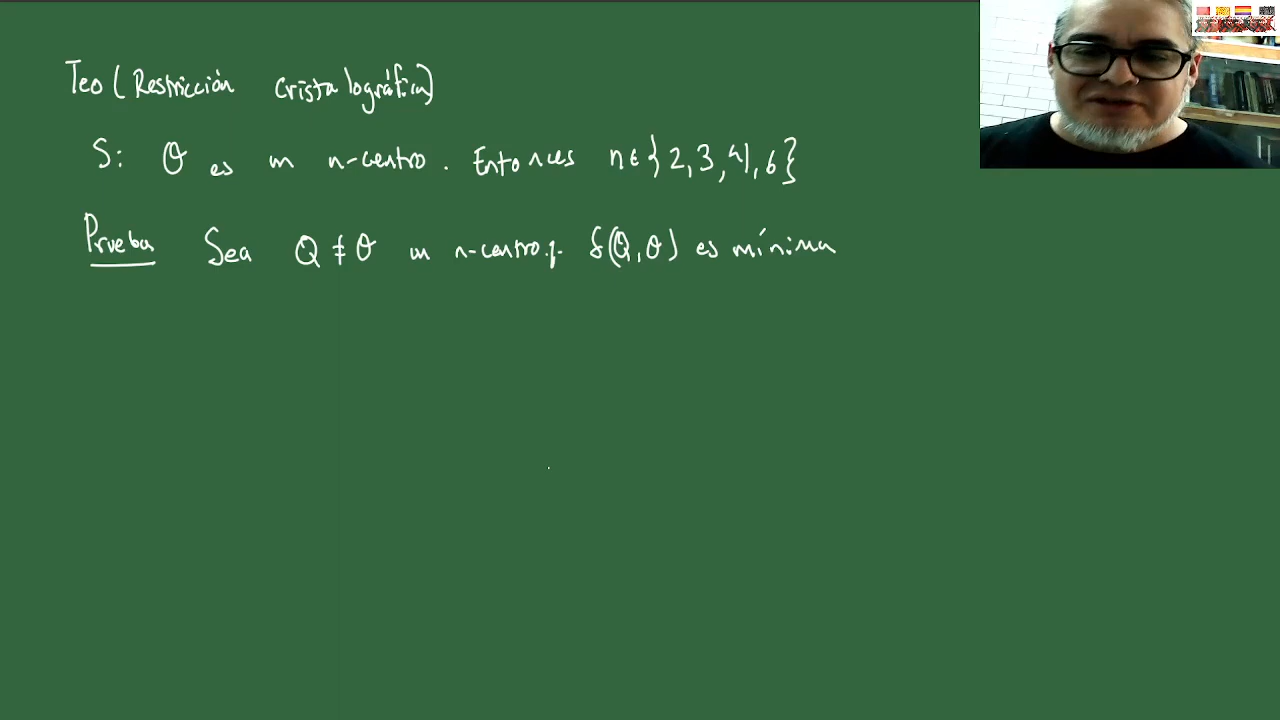 Teo (Restricción cristalográfica)
Si O es un n-centro. Entonces n ∈ {2, 3, 4, 6}
Prueba Sea Q ≠ O un n-centro.q. δ(Q, O) es mínima